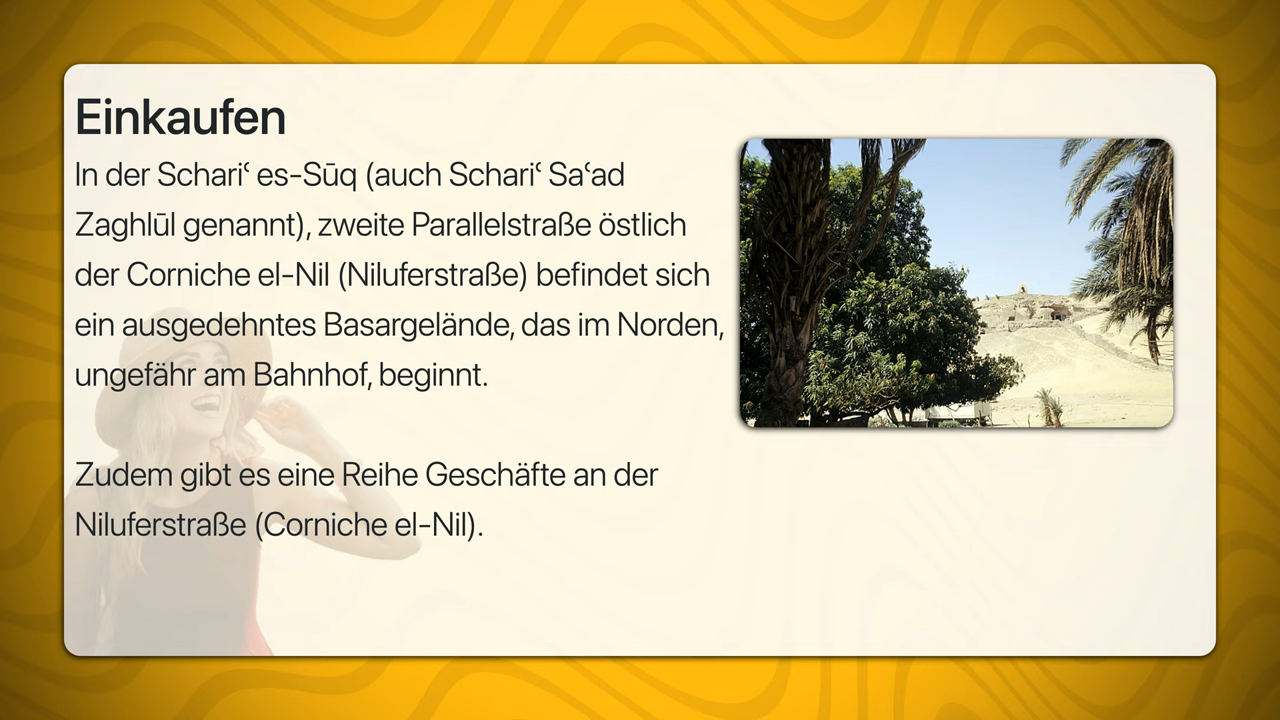 Einkaufen
In der Schariʿ es-Sūq (auch Schariʿ Saʿad
Zaghlūl genannt), zweite Parallelstraße östlich
der Corniche el-Nil (Niluferstraße) befindet sich
ein ausgedehntes Basargelände, das im Norden,
ungefähr am Bahnhof, beginnt.
Zudem gibt es eine Reihe Geschäfte an der
Niluferstraße (Corniche el-Nil).